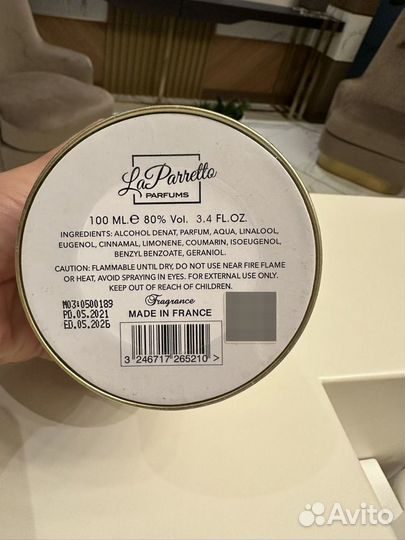 La Parretto
PARFUMS
100 ML.℮ 80% Vol. 3.4 FL.OZ.
INGREDIENTS: ALCOHOL DENAT, PARFUM, AQUA, LINALOOL,
EUGENOL, CINNAMAL, LIMONENE, COUMARIN, ISOEUGENOL,
BENZYL BENZOATE, GERANIOL.
CAUTION: FLAMMABLE UNTIL DRY, DO NOT USE NEAR FIRE FLAME
OR HEAT, AVOID SPRAYING IN EYES. FOR EXTERNAL USE ONLY.
KEEP OUT OF REACH OF CHILDREN.
N03:0500189
PD.05.2021
ED.05.2026
Fragrance
MADE IN FRANCE
3 246717 265210 >
Avito